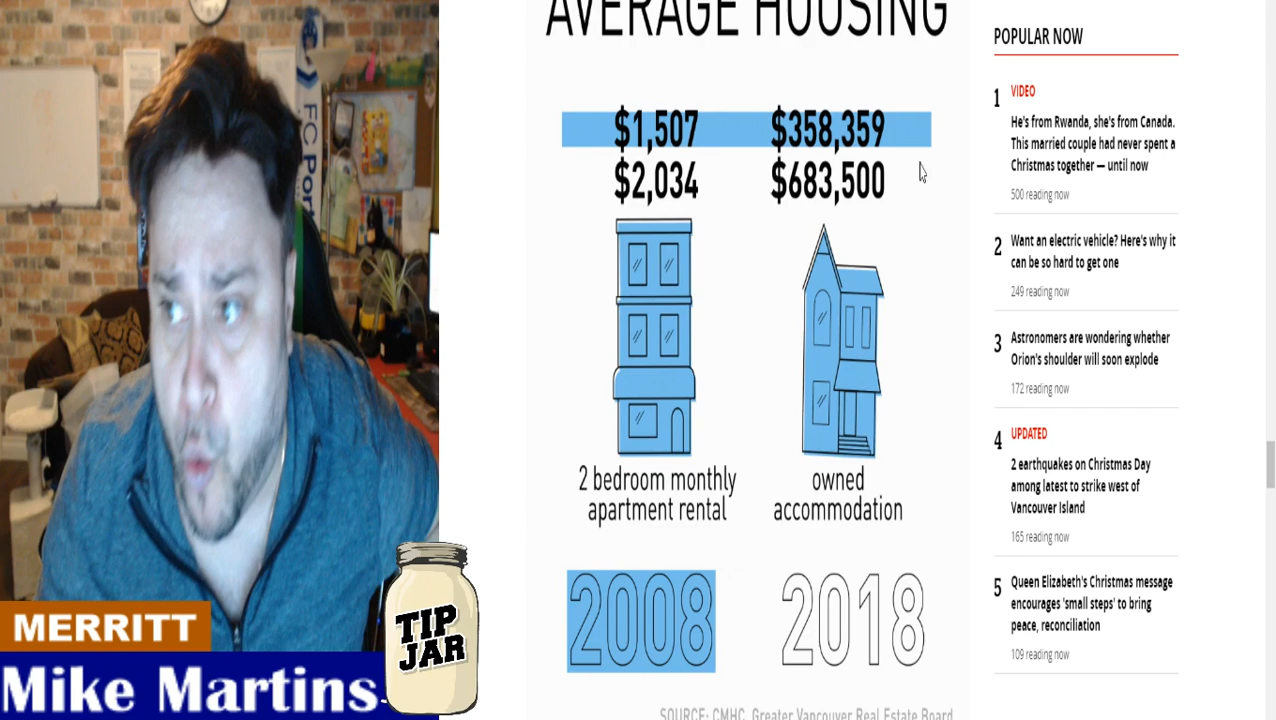 FC Port
MERRITT
Mike Martins
TIP
JAR
AVERAGE HOUSING
$1,507 $358,359
$2,034 $683,500
2 bedroom monthly
apartment rental
owned
accommodation
2008 2018
SOURCE: CMHC, Greater Vancouver Real Estate Board
POPULAR NOW
1 VIDEO
He's from Rwanda, she's from Canada.
This married couple had never spent a
Christmas together — until now
500 reading now
2 Want an electric vehicle? Here's why it
can be so hard to get one
249 reading now
3 Astronomers are wondering whether
Orion's shoulder will soon explode
172 reading now
4 UPDATED
2 earthquakes on Christmas Day
among latest to strike west of
Vancouver Island
165 reading now
5 Queen Elizabeth's Christmas message
encourages 'small steps' to bring
peace, reconciliation
109 reading now